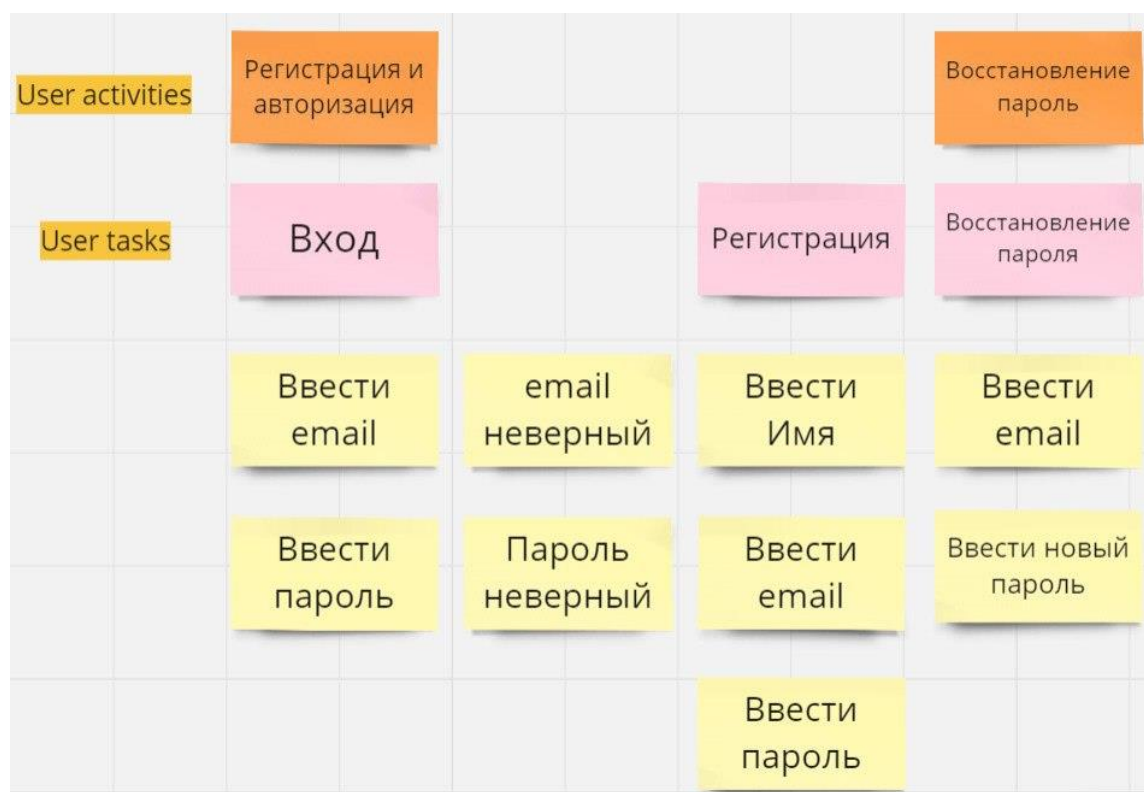 User activities
Регистрация и
авторизация
Восстановление
пароль
User tasks
Вход
Регистрация
Восстановление
пароля
Ввести
email
email
неверный
Ввести
Имя
Ввести
email
Ввести
пароль
Пароль
неверный
Ввести
email
Ввести новый
пароль
Ввести
пароль